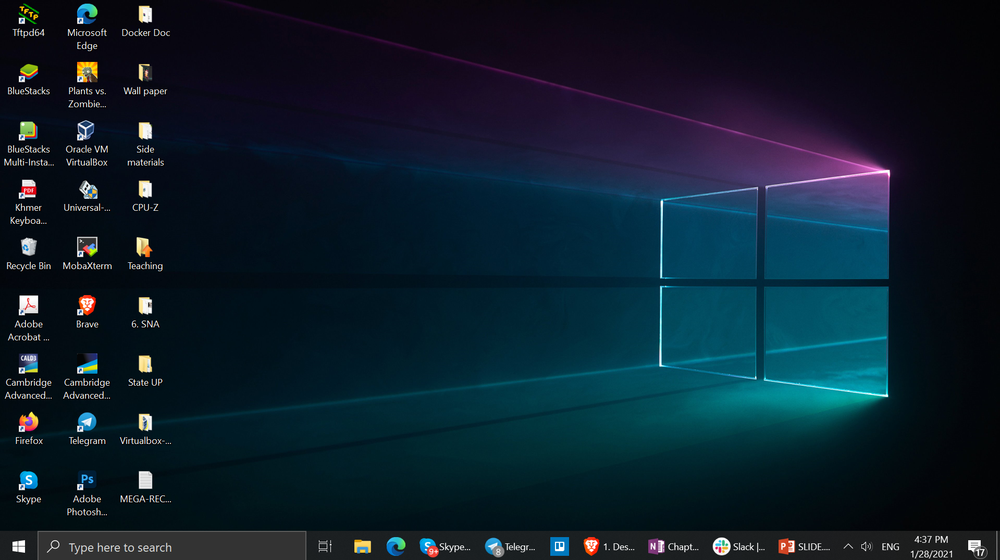 Tftpd64
Microsoft
Edge
Docker Doc
BlueStacks
Plants vs.
Zombie...
Wall paper
BlueStacks
Multi-Insta...
Oracle VM
VirtualBox
Side
materials
PDF
Khmer
Keyboa...
Universal-...
CPU-Z
Recycle Bin
MobaXterm
Teaching
Adobe
Acrobat ...
Brave
6. SNA
CALD3
Cambridge
Advanced...
Cambridge
Advanced...
State UP
Firefox
Telegram
Virtualbox-...
Skype
Ps
Adobe
Photosh...
MEGA-REC...
Type here to search
9+
Skype...
8
Telegr...
1. Des...
Chapt...
Slack |...
SLIDE....
ENG
4:37 PM
1/28/2021
17